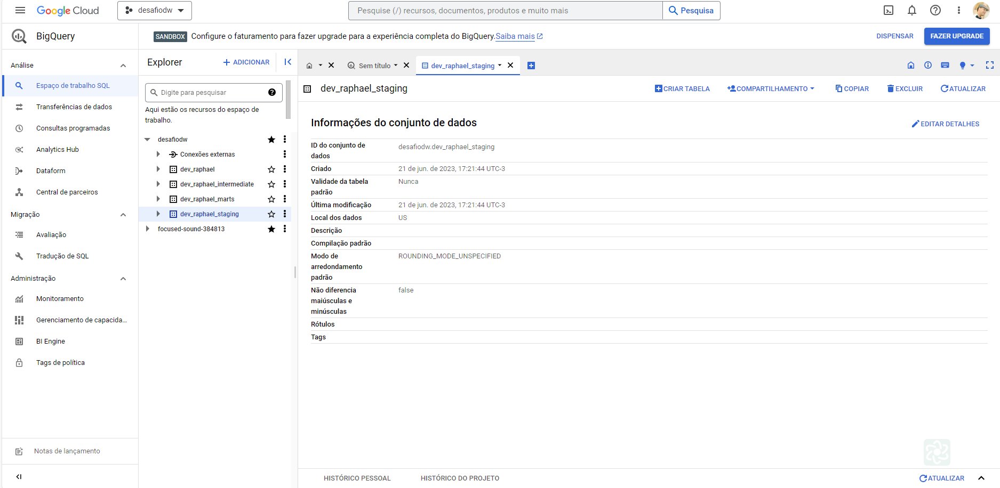 Google Cloud
desafiodw
Pesquise (/) recursos, documentos, produtos e muito mais
Pesquisa
BigQuery
SANDBOX Configure o faturamento para fazer upgrade para a experiência completa do BigQuery. Saiba mais
DISPENSAR
FAZER UPGRADE
Análise
Espaço de trabalho SQL
Transferências de dados
Consultas programadas
Analytics Hub
Dataform
Central de parceiros
Migração
Avaliação
Tradução de SQL
Administração
Monitoramento
Gerenciamento de capacida...
BI Engine
Tags de política
Notas de lançamento
Explorer
ADICIONAR
Digite para pesquisar
Aqui estão os recursos do espaço de
trabalho.
desafiodw
Conexões externas
dev_raphael
dev_raphael_intermediate
dev_raphael_marts
dev_raphael_staging
focused-sound-384813
Sem título
dev_raphael_staging
dev_raphael_staging
CRIAR TABELA
COMPARTILHAMENTO
COPIAR
EXCLUIR
ATUALIZAR
Informações do conjunto de dados
EDITAR DETALHES
ID do conjunto de
dados
desafiodw.dev_raphael_staging
Criado
21 de jun. de 2023, 17:21:44 UTC-3
Validade da tabela
padrão
Nunca
Última modificação
21 de jun. de 2023, 17:21:44 UTC-3
Local dos dados
US
Descrição
Compilação padrão
Modo de
arredondamento
padrão
ROUNDING_MODE_UNSPECIFIED
Não diferencia
maiúsculas e
minúsculas
false
Rótulos
Tags
HISTÓRICO PESSOAL
HISTÓRICO DO PROJETO
ATUALIZAR